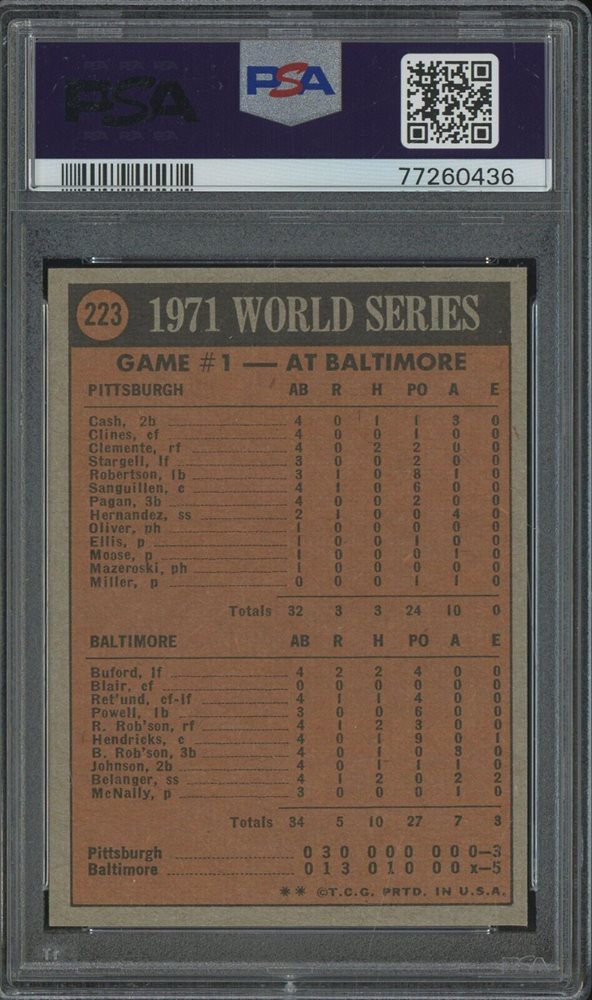 PSA
PSA
77260436
223 1971 WORLD SERIES
GAME #1 — AT BALTIMORE
PITTSBURGH AB R H PO A E
Cash, 2b 4 0 1 1 3 0
Clines, cf 4 0 0 1 0 0
Clemente, rf 4 0 2 2 0 0
Stargell, lf 3 0 0 2 0 0
Robertson, 1b 3 1 0 8 1 0
Sanguillen, c 4 1 0 6 0 0
Pagan, 3b 4 0 0 2 0 0
Hernandez, ss 2 1 0 0 4 0
Oliver, ph 1 0 0 0 0 0
Ellis, p 1 0 0 1 0 0
Moose, p 1 0 0 0 1 0
Mazeroski, ph 1 0 0 0 0 0
Miller, p 0 0 0 1 1 0
Totals 32 3 3 24 10 0
BALTIMORE AB R H PO A E
Buford, lf 4 2 2 4 0 0
Blair, cf 0 0 0 0 0 0
Ret'und, cf-lf 4 1 1 4 0 0
Powell, 1b 3 0 0 6 0 0
R. Rob'son, rf 4 1 2 3 0 0
Hendricks, c 4 0 1 9 0 1
B. Rob'son, 3b 4 0 1 0 3 0
Johnson, 2b 4 0 1 1 1 0
Belanger, ss 4 1 2 0 2 2
McNally, p 3 0 0 0 1 0
Totals 34 5 10 27 7 3
Pittsburgh 0 3 0 0 0 0 0 0 0—3
Baltimore 0 1 3 0 1 0 0 0 x—5
** ©T.C.G. PRTD. IN U.S.A.
PSA